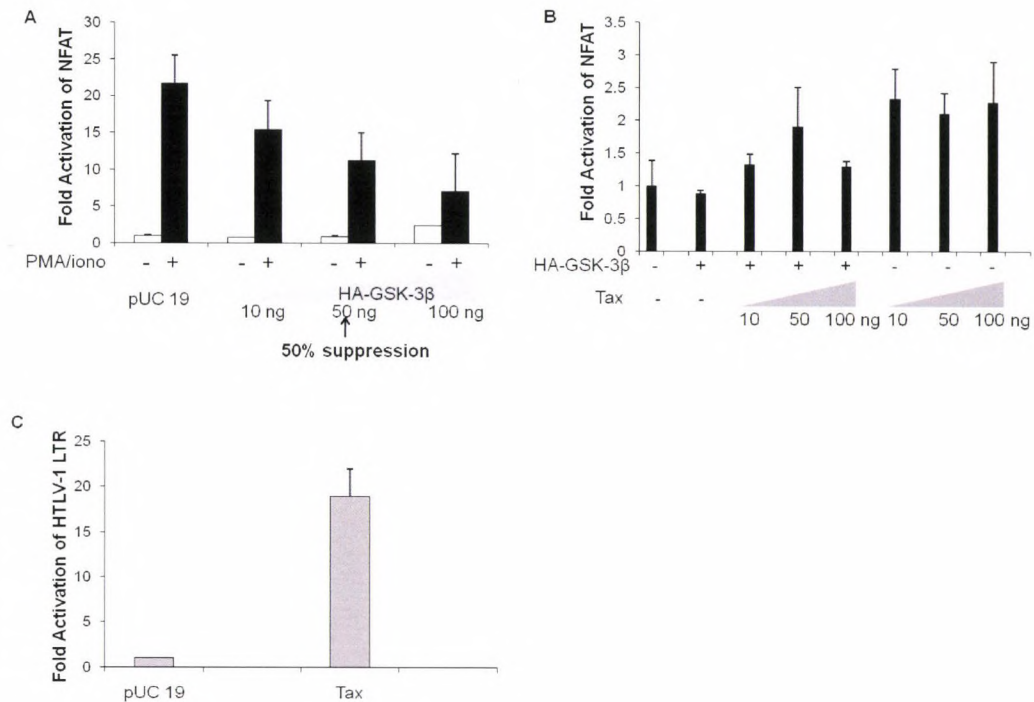 A
Fold Activation of NFAT
30
25
20
15
10
5
0
PMA/iono - + - + - + - +
pUC 19
HA-GSK-3β
10 ng 50 ng 100 ng
50% suppression
B
Fold Activation of NFAT
3.5
3
2.5
2
1.5
1
0.5
0
HA-GSK-3β - + + + + - - -
Tax - -
10 50 100 ng 10 50 100 ng
C
Fold Activation of HTLV-1 LTR
25
20
15
10
5
0
pUC 19 Tax